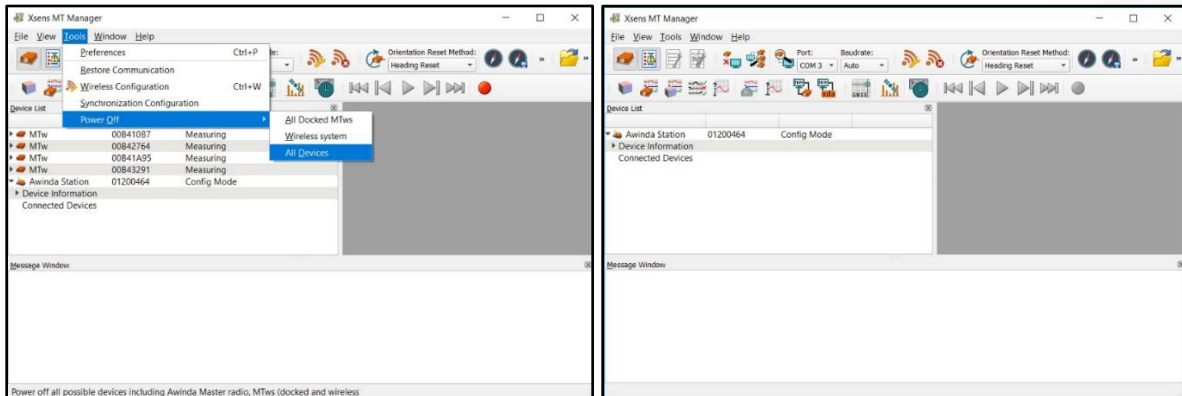 Xsens MT Manager
File View Tools Window Help
Preferences Ctrl+P
Restore Communication
Wireless Configuration Ctrl+W
Synchronization Configuration
Power Off
All Docked MTws
Wireless system
All Devices
Orientation Reset Method:
Heading Reset
Device List
MTw 00B410B7 Measuring
MTw 00B42764 Measuring
MTw 00B41A95 Measuring
MTw 00B43291 Measuring
Awinda Station 01200464 Config Mode
Device Information
Connected Devices
Message Window
Power off all possible devices including Awinda Master radio, MTws (docked and wireless
Xsens MT Manager
File View Tools Window Help
Port: Baudrate: Orientation Reset Method:
COM 3 Auto Heading Reset
Device List
Awinda Station 01200464 Config Mode
Device Information
Connected Devices
Message Window